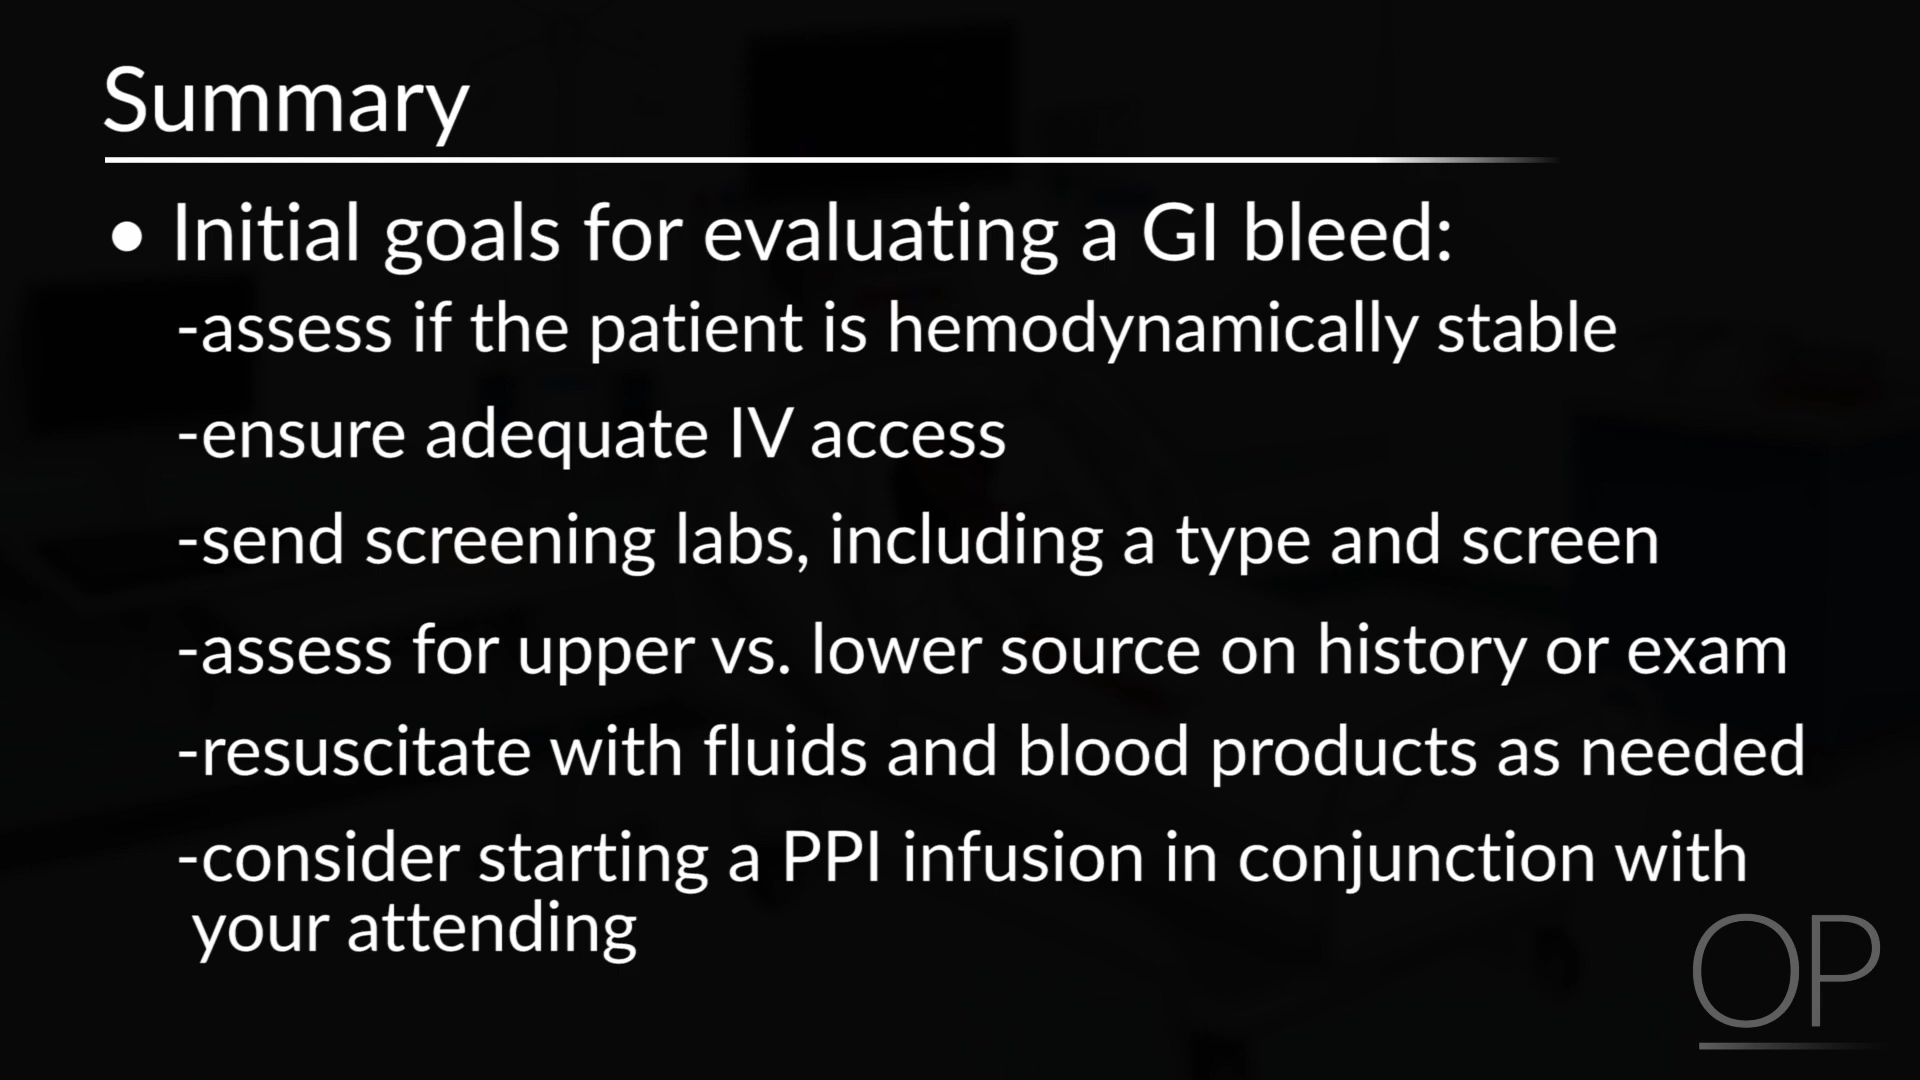 Summary
• Initial goals for evaluating a GI bleed:
-assess if the patient is hemodynamically stable
-ensure adequate IV access
-send screening labs, including a type and screen
-assess for upper vs. lower source on history or exam
-resuscitate with fluids and blood products as needed
-consider starting a PPI infusion in conjunction with
your attending
OP